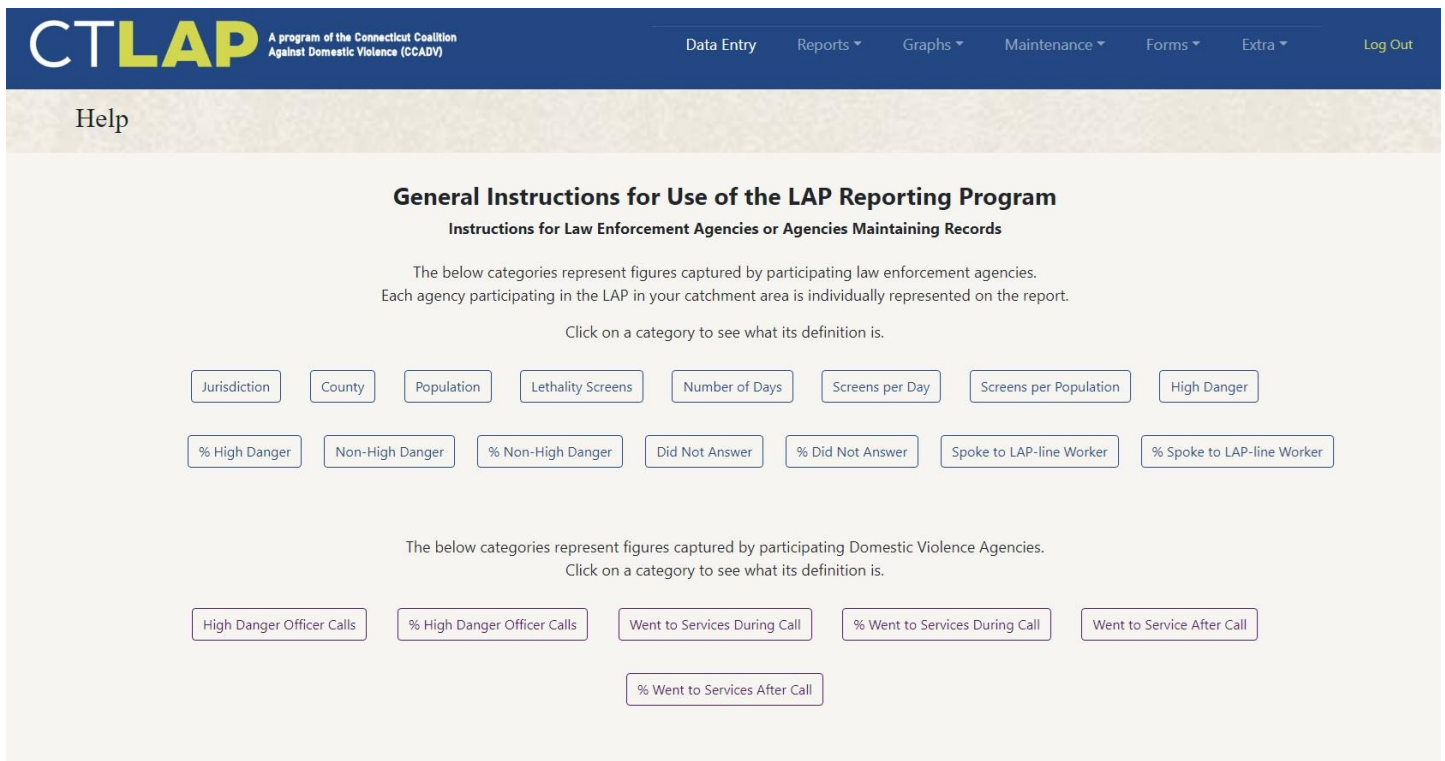 CTLAP
A program of the Connecticut Coalition
Against Domestic Violence (CCADV)
Data Entry Reports Graphs Maintenance Forms Extra Log Out
Help
General Instructions for Use of the LAP Reporting Program
Instructions for Law Enforcement Agencies or Agencies Maintaining Records
The below categories represent figures captured by participating law enforcement agencies.
Each agency participating in the LAP in your catchment area is individually represented on the report.
Click on a category to see what its definition is.
Jurisdiction County Population Lethality Screens Number of Days Screens per Day Screens per Population High Danger
% High Danger Non-High Danger % Non-High Danger Did Not Answer % Did Not Answer Spoke to LAP-line Worker % Spoke to LAP-line Worker
The below categories represent figures captured by participating Domestic Violence Agencies.
Click on a category to see what its definition is.
High Danger Officer Calls % High Danger Officer Calls Went to Services During Call % Went to Services During Call Went to Service After Call
% Went to Services After Call